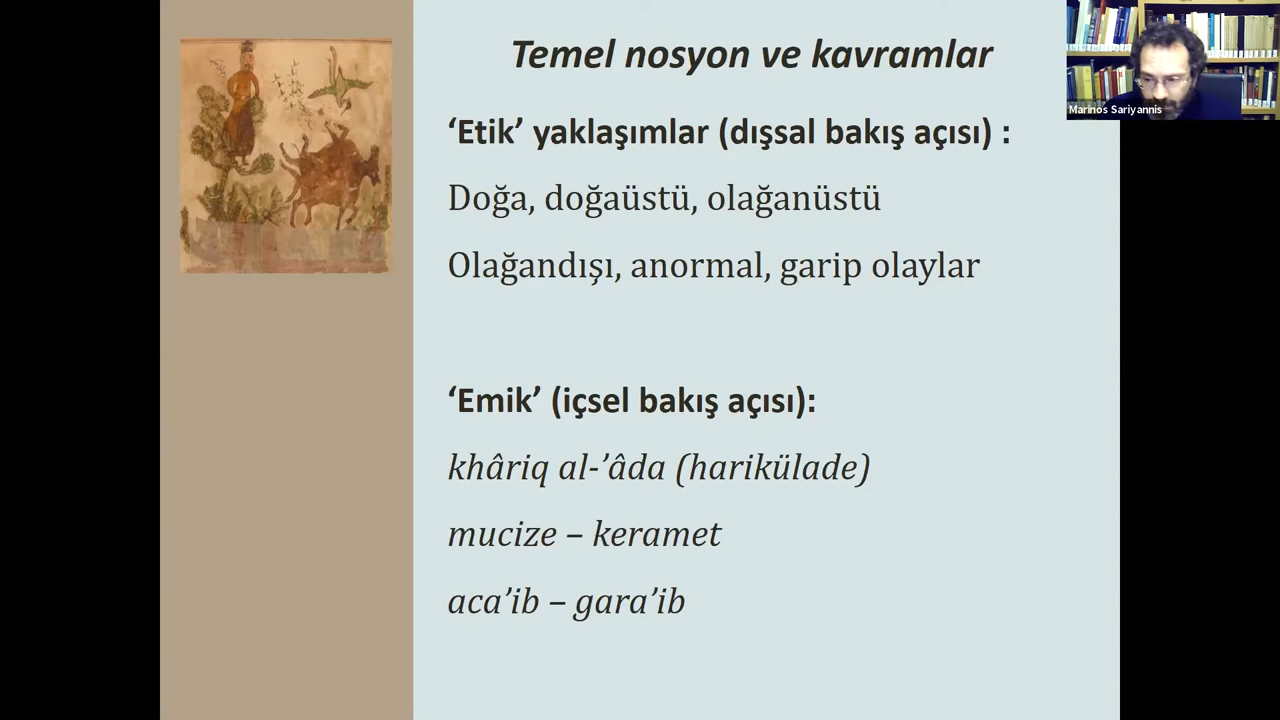 Temel nosyon ve kavramlar
Marinos Sariyannis
‘Etik’ yaklaşımlar (dışsal bakış açısı) :
Doğa, doğaüstü, olağanüstü
Olağandışı, anormal, garip olaylar
‘Emik’ (içsel bakış açısı):
khâriq al-’âda (harikülade)
mucize – keramet
aca’ib – gara’ib